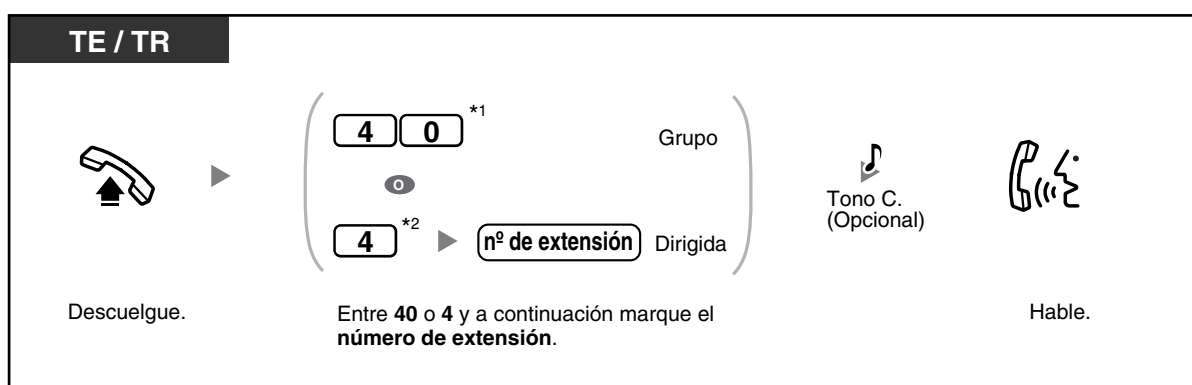 TE / TR
4 0 *1 Grupo
o
4 *2 nº de extensión Dirigida
Tono C.
(Opcional)
Descuelgue.
Entre 40 o 4 y a continuación marque el
número de extensión.
Hable.